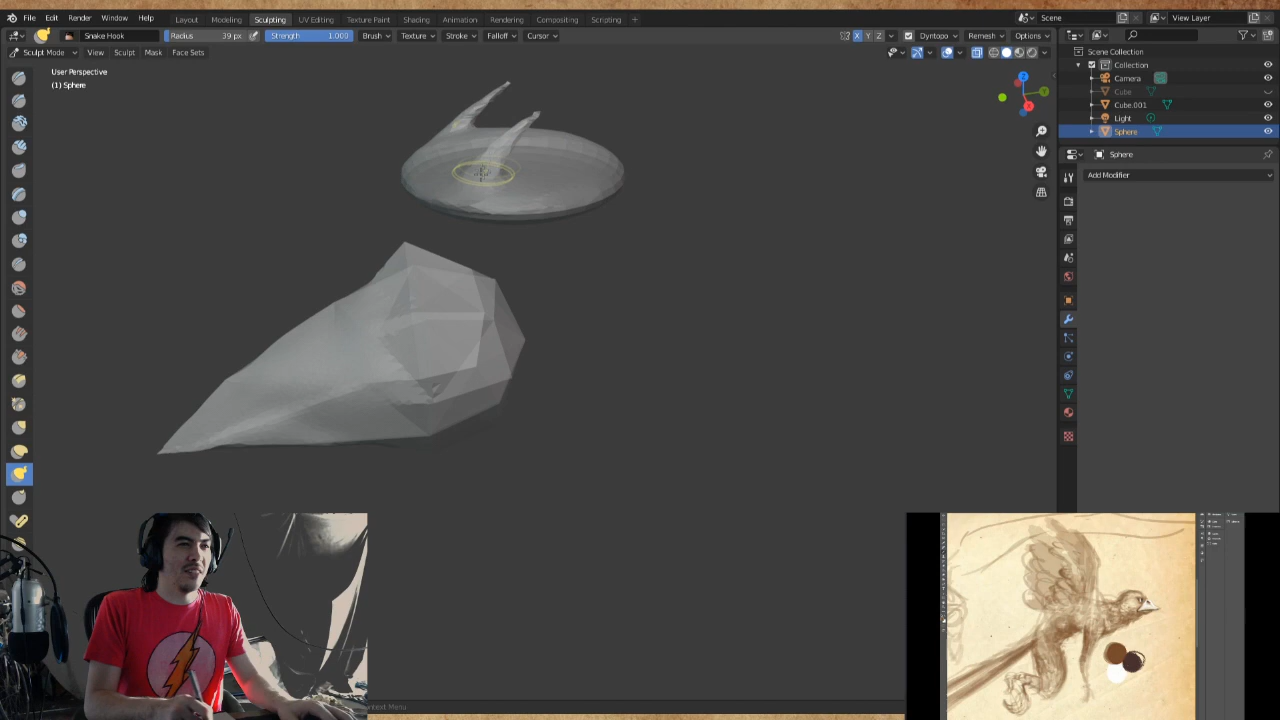 File Edit Render Window Help Layout Modeling Sculpting UV Editing Texture Paint Shading Animation Rendering Compositing Scripting + Scene View Layer
Snake Hook Radius 39 px Strength 1.000 Brush Texture Stroke Falloff Cursor X Y Z Dyntopo Remesh Options
Sculpt Mode View Sculpt Mask Face Sets
Scene Collection
Collection
Camera
Cube
Cube.001
Light
Sphere
User Perspective
(1) Sphere
Sphere
Add Modifier
ntext Menu